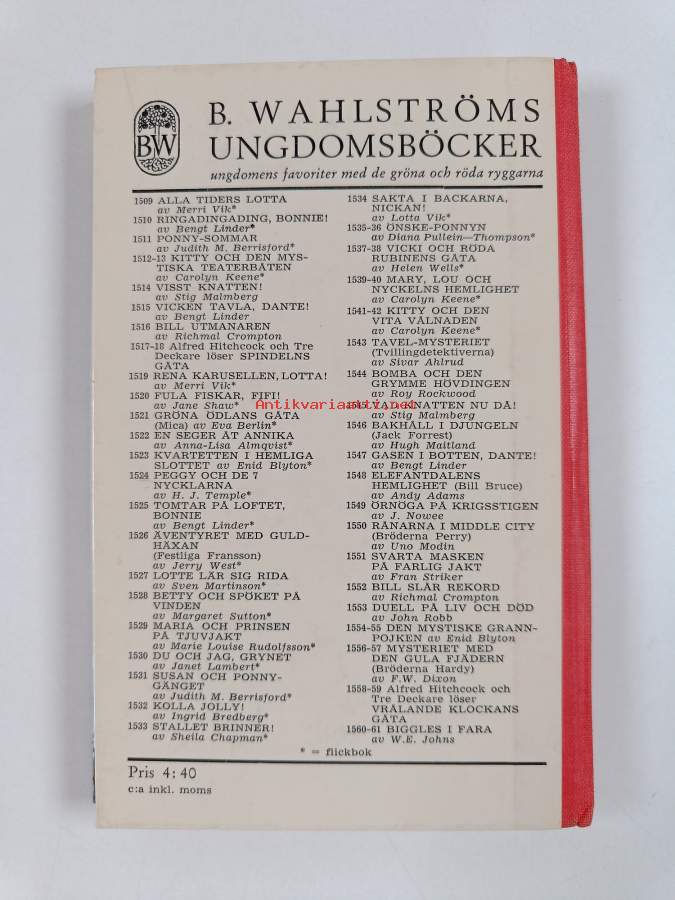 BW
B. WAHLSTRÖMS
UNGDOMSBÖCKER
ungdomens favoriter med de gröna och röda ryggarna
1509 ALLA TIDERS LOTTA
av Merri Vik*
1510 RINGADINGADING, BONNIE!
av Bengt Linder*
1511 PONNY-SOMMAR
av Judith M. Berrisford*
1512-13 KITTY OCH DEN MYS-
TISKA TEATERBÅTEN
av Carolyn Keene*
1514 VISST KNATTEN!
av Stig Malmberg
1515 VICKEN TAVLA, DANTE!
av Bengt Linder
1516 BILL UTMANAREN
av Richmal Crompton
1517-18 Alfred Hitchcock och Tre
Deckare löser SPINDELNS
GÅTA
1519 RENA KARUSELLEN, LOTTA!
av Merri Vik*
1520 FULA FISKAR, FIFI!
av Jane Shaw*
1521 GRÖNA ÖDLANS GÅTA
(Mica) av Eva Berlin*
1522 EN SEGER ÅT ANNIKA
av Anna-Lisa Almqvist*
1523 KVARTETTEN I HEMLIGA
SLOTTET av Enid Blyton*
1524 PEGGY OCH DE 7
NYCKLARNA
av H. J. Temple*
1525 TOMTAR PÅ LOFTET,
BONNIE
av Bengt Linder*
1526 ÄVENTYRET MED GULD-
HÄXAN
(Festliga Fransson)
av Jerry West*
1527 LOTTE LÄR SIG RIDA
av Sven Martinson*
1528 BETTY OCH SPÖKET PÅ
VINDEN
av Margaret Sutton*
1529 MARIA OCH PRINSEN
PÅ TJUVJAKT
av Marie Louise Rudolfsson*
1530 DU OCH JAG, GRYNET
av Janet Lambert*
1531 SUSAN OCH PONNY-
GÄNGET
av Judith M. Berrisford*
1532 KOLLA JOLLY!
av Ingrid Bredberg*
1533 STALLET BRINNER!
av Sheila Chapman*
1534 SAKTA I BACKARNA,
NICKAN!
av Lotta Vik*
1535-36 ÖNSKE-PONNYN
av Diana Pullein—Thompson*
1537-38 VICKI OCH RÖDA
RUBINENS GÅTA
av Helen Wells*
1539-40 MARY, LOU OCH
NYCKELNS HEMLIGHET
av Carolyn Keene*
1541-42 KITTY OCH DEN
VITA VÅLNADEN
av Carolyn Keene*
1543 TAVEL-MYSTERIET
(Tvillingdetektiverna)
av Sivar Ahlrud
1544 BOMBA OCH DEN
GRYMME HÖVDINGEN
av Roy Rockwood
KNATTEN NU DÅ!
av Stig Malmberg
1546 BAKHÅLL I DJUNGELN
(Jack Forrest)
av Hugh Maitland
1547 GASEN I BOTTEN, DANTE!
av Bengt Linder
1548 ELEFANTDALENS
HEMLIGHET (Bill Bruce)
av Andy Adams
1549 ÖRNÖGA PÅ KRIGSSTIGEN
av J. Nowee
1550 RÅNARNA I MIDDLE CITY
(Bröderna Perry)
av Uno Modin
1551 SVARTA MASKEN
PÅ FARLIG JAKT
av Fran Striker
1552 BILL SLÅR REKORD
av Richmal Crompton
1553 DUELL PÅ LIV OCH DÖD
av John Robb
1554-55 DEN MYSTISKE GRANN-
POJKEN av Enid Blyton
1556-57 MYSTERIET MED
DEN GULA FJÄDERN
(Bröderna Hardy)
av F.W. Dixon
1558-59 Alfred Hitchcock och
Tre Deckare löser
VRÅLANDE KLOCKANS
GÅTA
1560-61 BIGGLES I FARA
av W.E. Johns
* = flickbok
Pris 4:40
c:a inkl. moms
Antikvariaatti.net